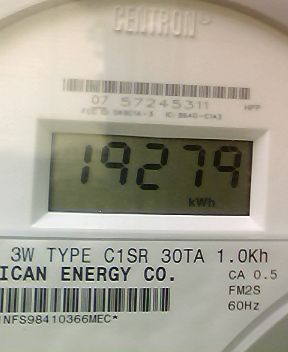 CENTRON
07 57245311
19279
kWh
3W TYPE C1SR 30TA 1.0Kh
ICAN ENERGY CO.
CA 0.5
FM2S
60Hz
NFS98410366MEC*